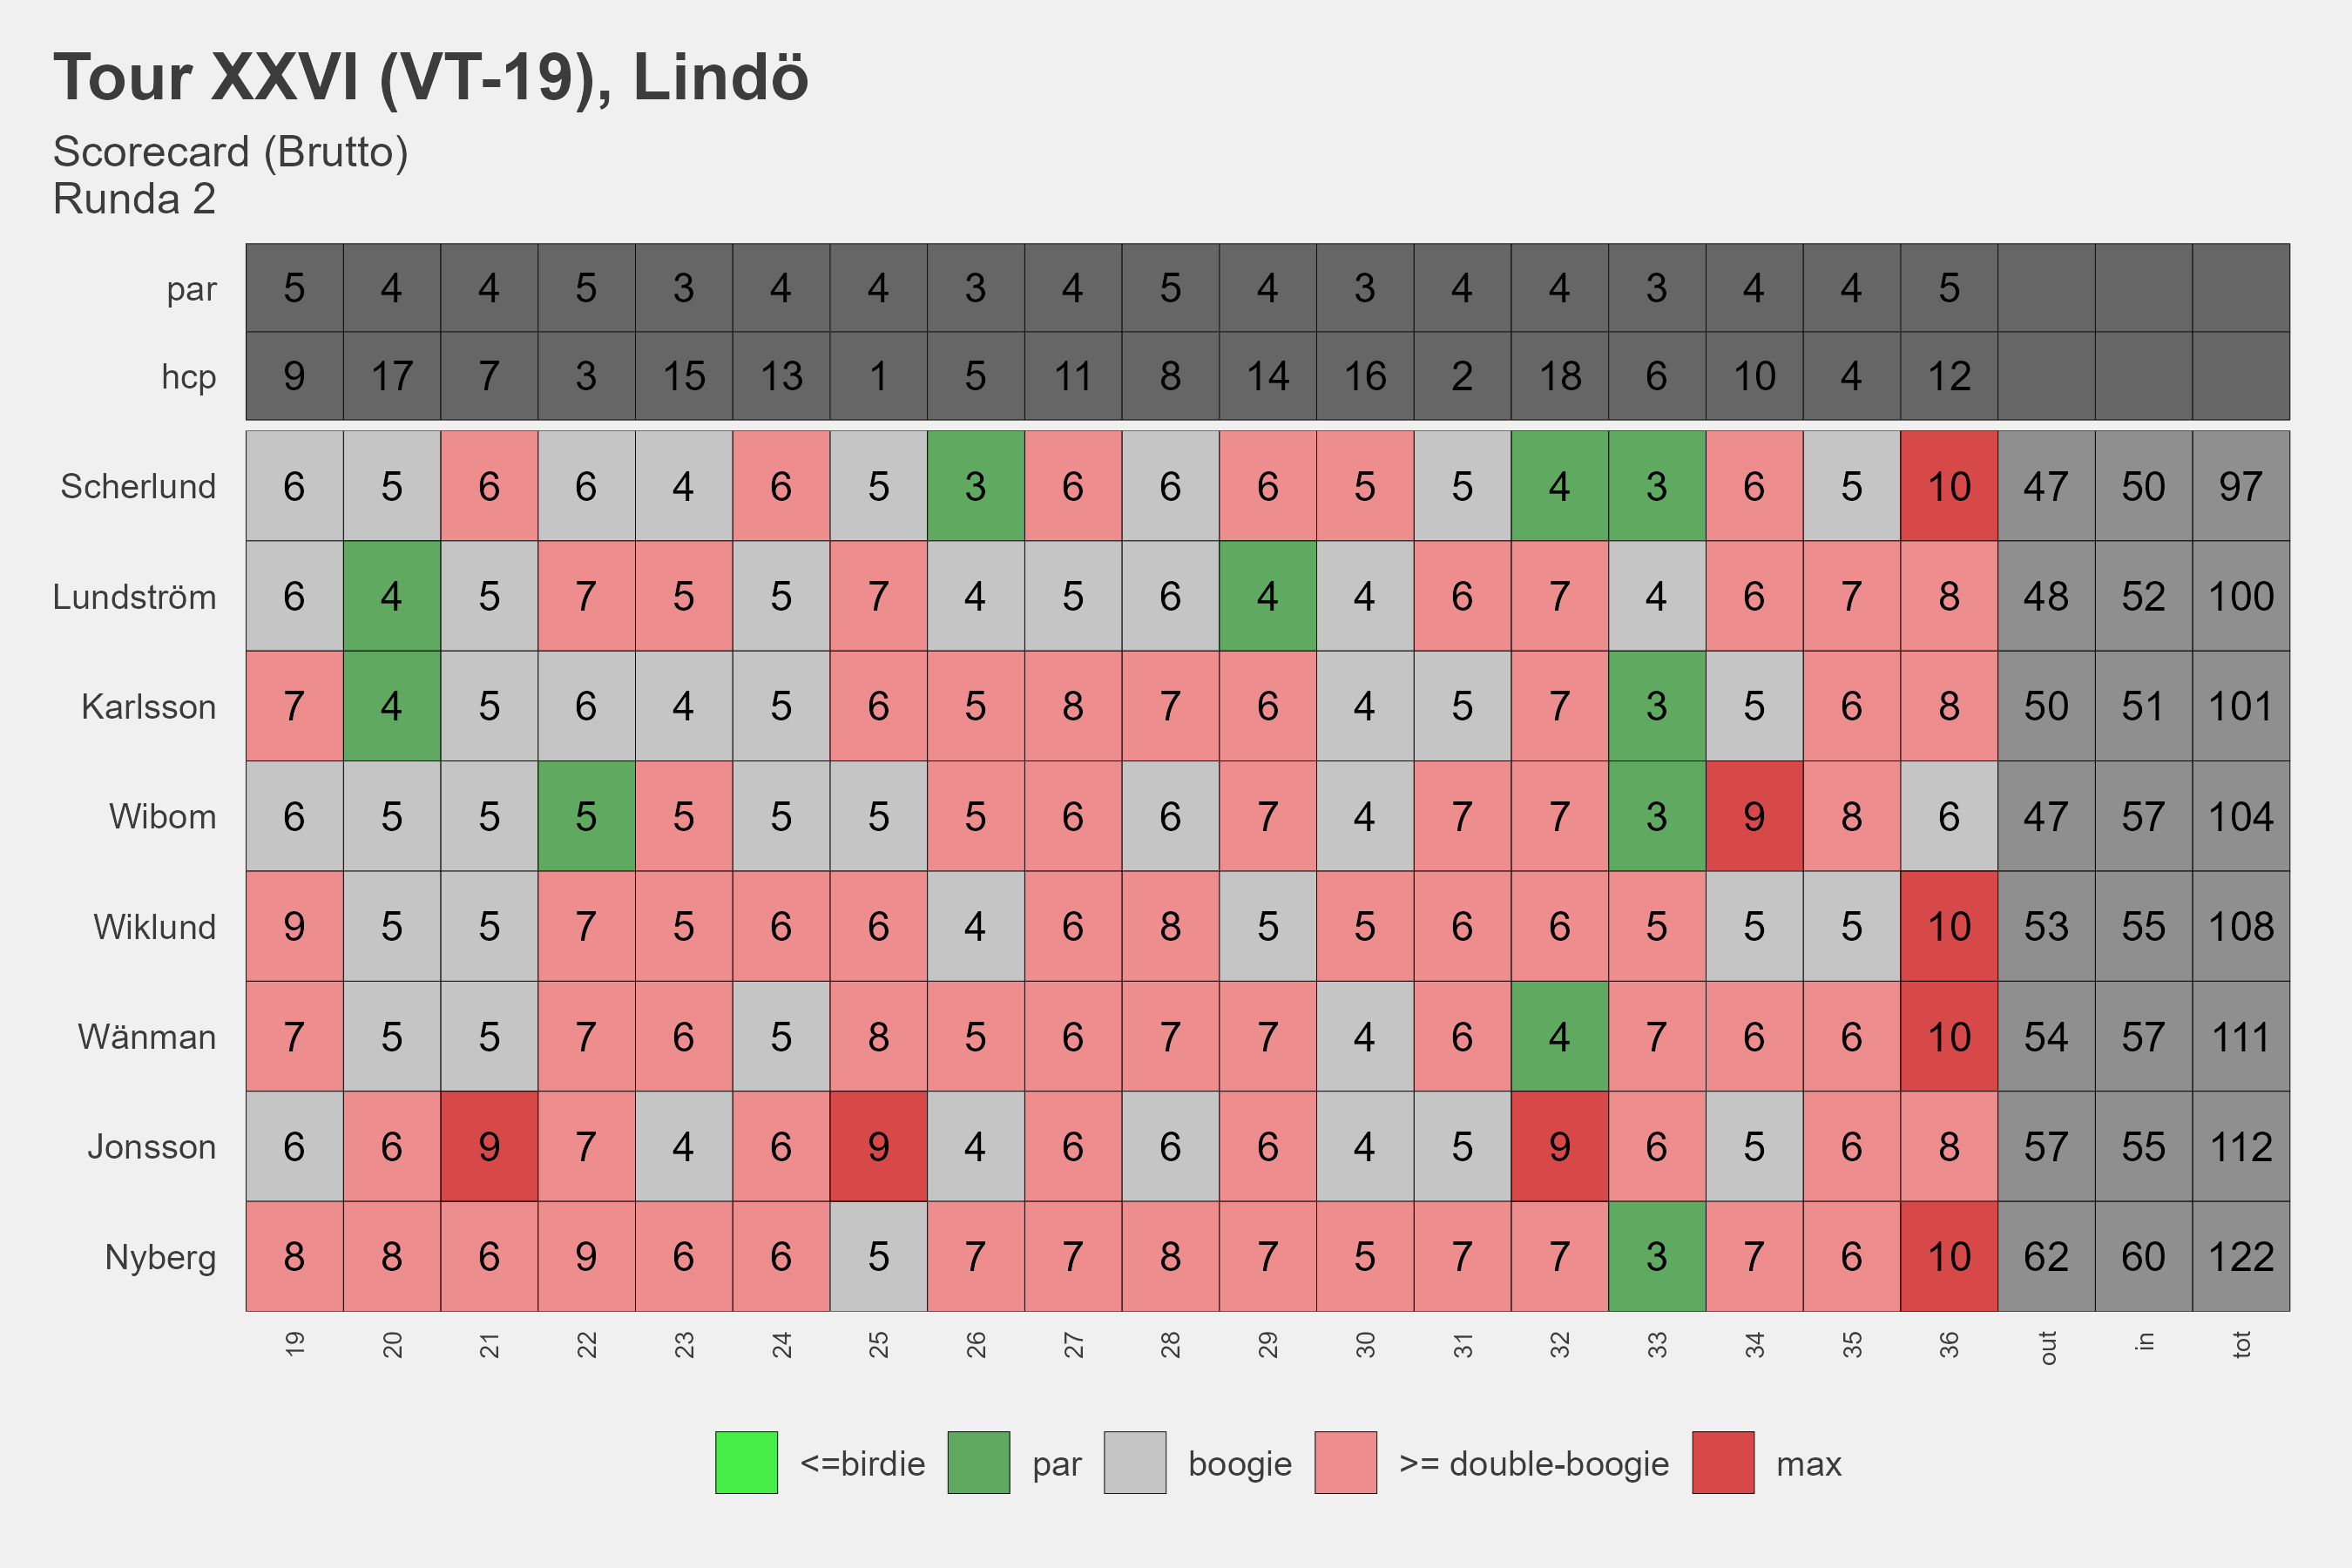 Tour XXVI (VT-19), Lindö
Scorecard (Brutto)
Runda 2
par 5 4 4 5 3 4 4 3 4 5 4 3 4 4 3 4 4 5
hcp 9 17 7 3 15 13 1 5 11 8 14 16 2 18 6 10 4 12
Scherlund 6 5 6 6 4 6 5 3 6 6 6 5 5 4 3 6 5 10 47 50 97
Lundström 6 4 5 7 5 5 7 4 5 6 4 4 6 7 4 6 7 8 48 52 100
Karlsson 7 4 5 6 4 5 6 5 8 7 6 4 5 7 3 5 6 8 50 51 101
Wibom 6 5 5 5 5 5 5 5 6 6 7 4 7 7 3 9 8 6 47 57 104
Wiklund 9 5 5 7 5 6 6 4 6 8 5 5 6 6 5 5 5 10 53 55 108
Wänman 7 5 5 7 6 5 8 5 6 7 7 4 6 4 7 6 6 10 54 57 111
Jonsson 6 6 9 7 4 6 9 4 6 6 6 4 5 9 6 5 6 8 57 55 112
Nyberg 8 8 6 9 6 6 5 7 7 8 7 5 7 7 3 7 6 10 62 60 122
19 20 21 22 23 24 25 26 27 28 29 30 31 32 33 34 35 36 out in tot
<=birdie par boogie >= double-boogie max